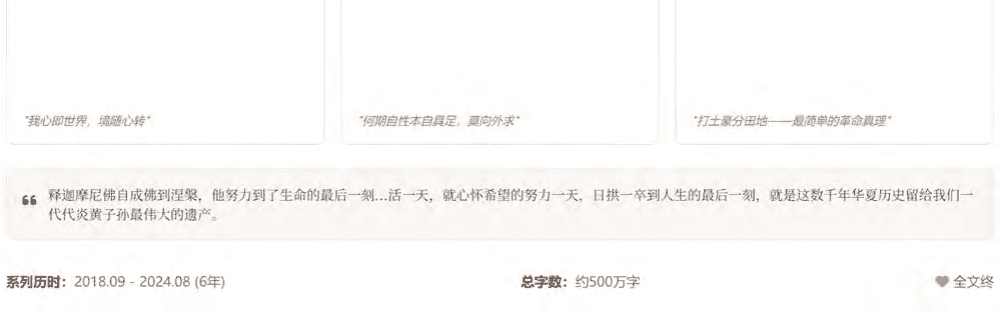 "我心即世界，境随心转"
"何期自性本自具足，莫向外求"
"打土豪分田地——最简单的革命真理"
释迦摩尼佛自成佛到涅槃，他努力到了生命的最后一刻...活一天，就心怀希望的努力一天，日拱一卒到人生的最后一刻，就是这数千年华夏历史留给我们一
代代炎黄子孙最伟大的遗产。
系列历时：2018.09 - 2024.08 (6年)
总字数：约500万字
全文终